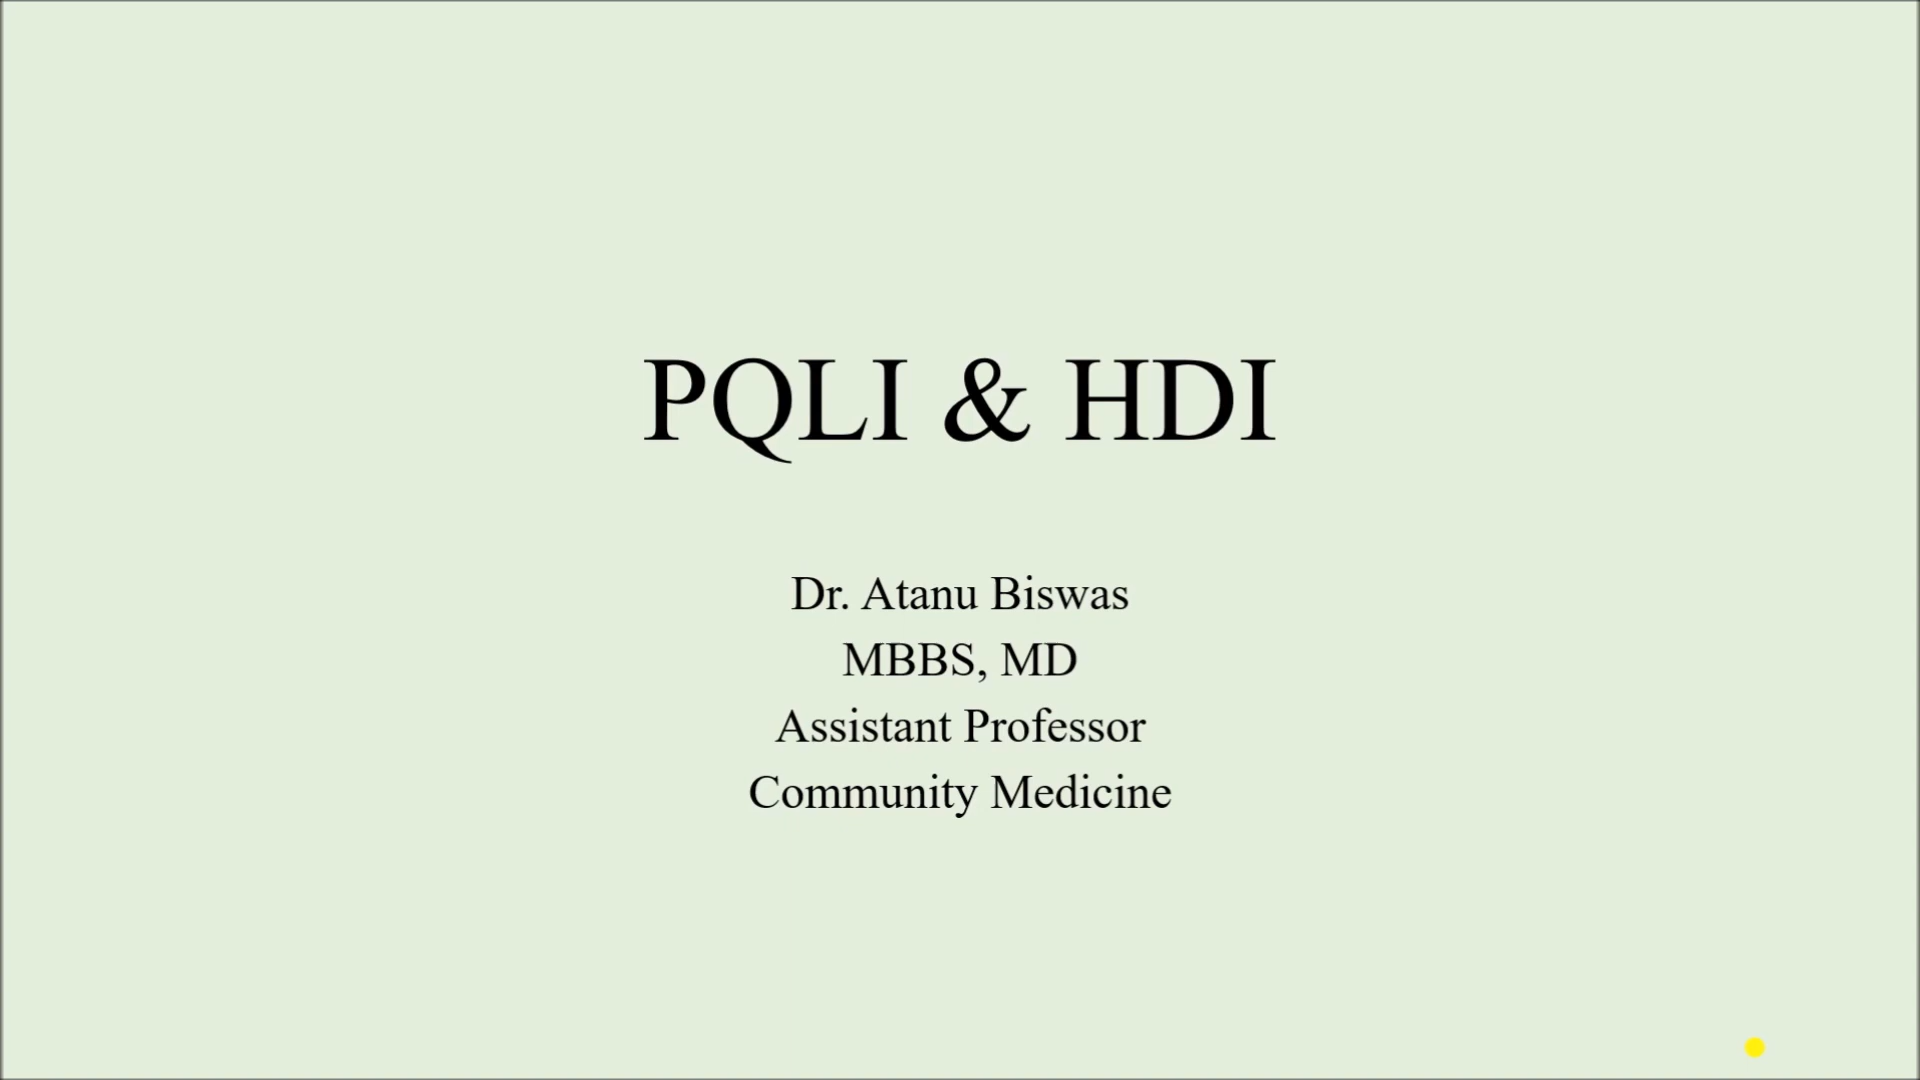 PQLI & HDI
Dr. Atanu Biswas
MBBS, MD
Assistant Professor
Community Medicine